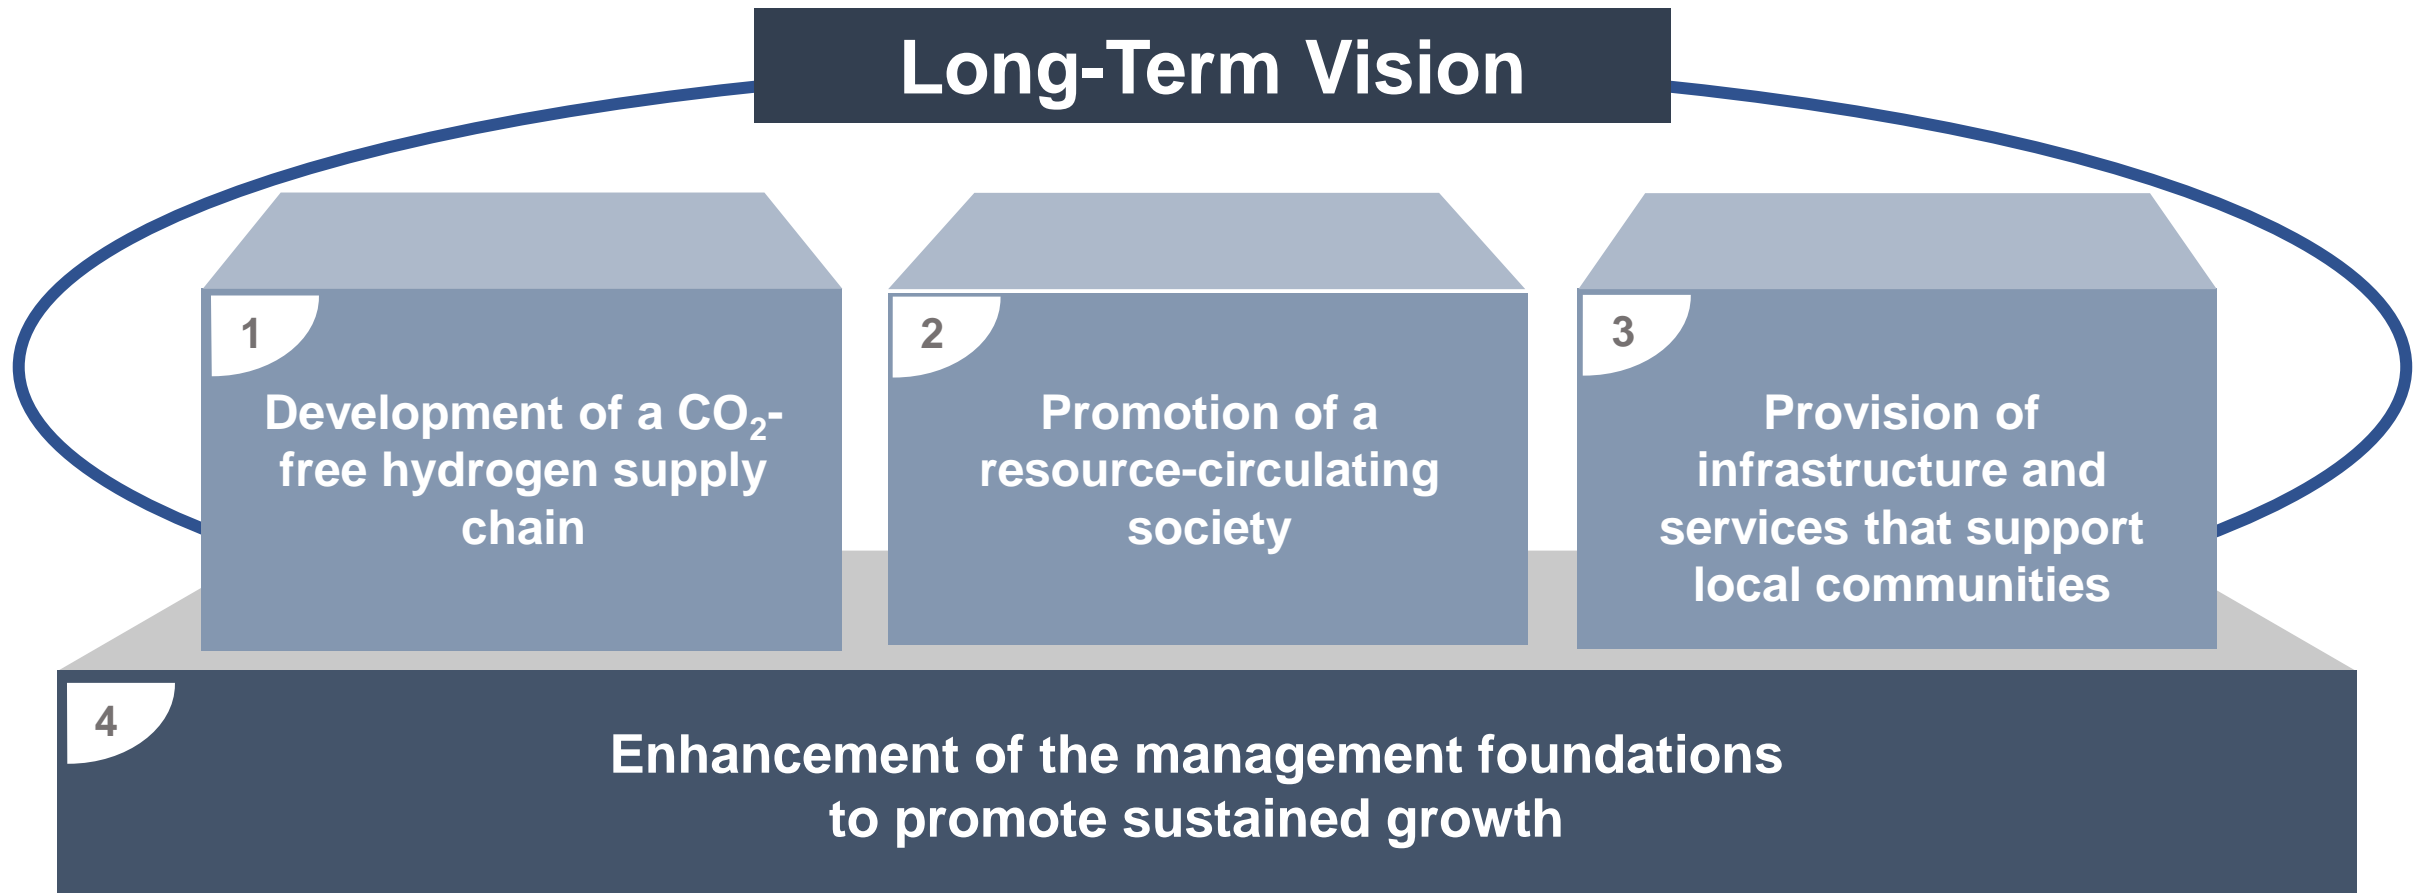 Long-Term Vision
1
Development of a CO₂-
free hydrogen supply
chain
2
Promotion of a
resource-circulating
society
3
Provision of
infrastructure and
services that support
local communities
4
Enhancement of the management foundations
to promote sustained growth